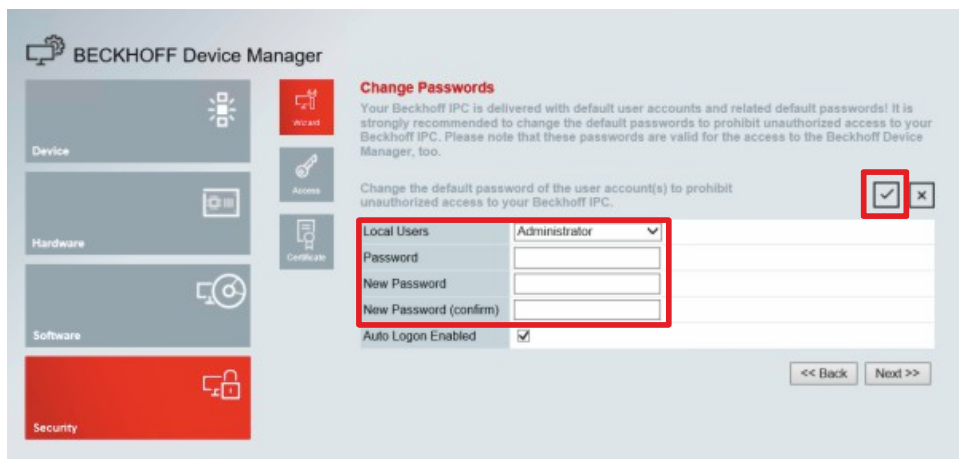 BECKHOFF Device Manager
Device
Hardware
Software
Security
Wizard
Access
Certificate
Change Passwords
Your Beckhoff IPC is delivered with default user accounts and related default passwords! It is
strongly recommended to change the default passwords to prohibit unauthorized access to your
Beckhoff IPC. Please note that these passwords are valid for the access to the Beckhoff Device
Manager, too.
Change the default password of the user account(s) to prohibit
unauthorized access to your Beckhoff IPC.
Local Users Administrator
Password
New Password
New Password (confirm)
Auto Logon Enabled
<< Back Next >>